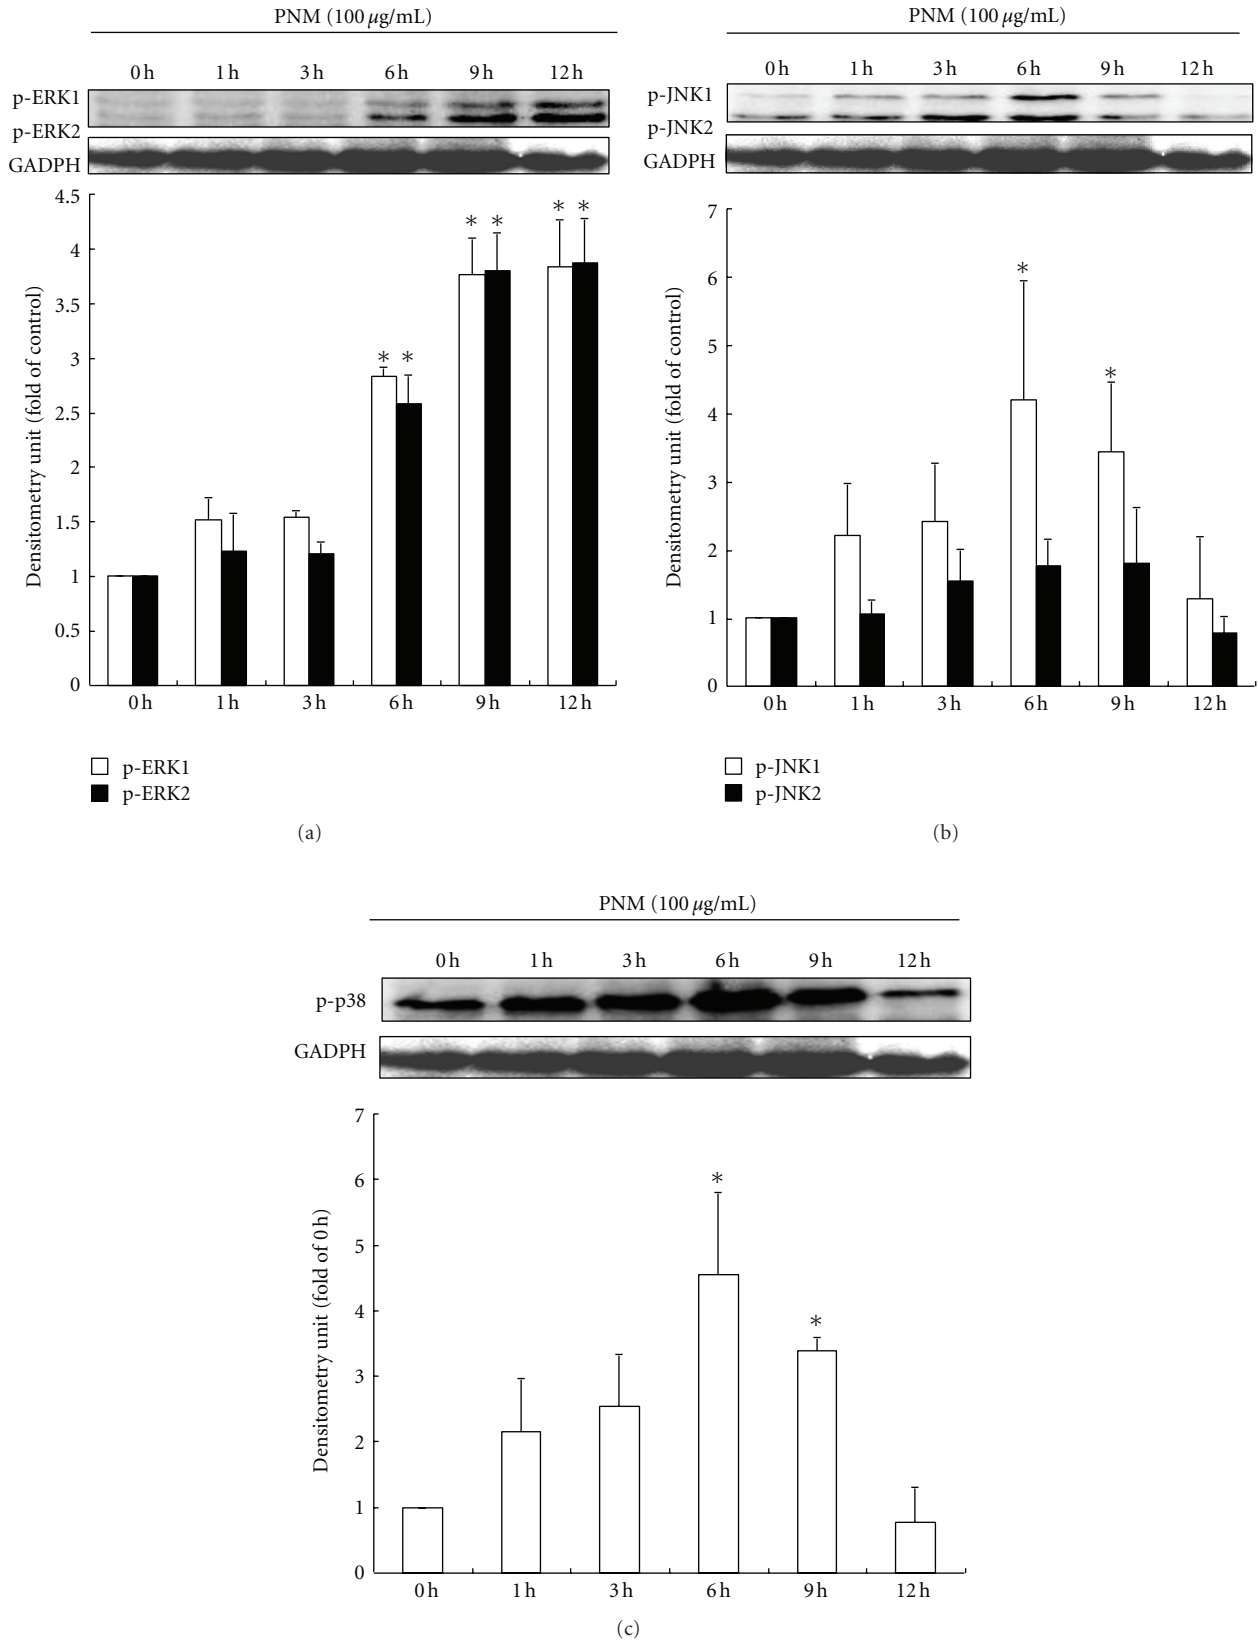 PNM (100 µg/mL)
0 h 1 h 3 h 6 h 9 h 12 h
p-ERK1
p-ERK2
GADPH
Densitometry unit (fold of control)
4.5
4
3.5
3
2.5
2
1.5
1
0.5
0
* * * * * *
0 h 1 h 3 h 6 h 9 h 12 h
p-ERK1
p-ERK2
(a)
PNM (100 µg/mL)
0 h 1 h 3 h 6 h 9 h 12 h
p-JNK1
p-JNK2
GADPH
Densitometry unit (fold of control)
7
6
5
4
3
2
1
0
* *
0 h 1 h 3 h 6 h 9 h 12 h
p-JNK1
p-JNK2
(b)
PNM (100 µg/mL)
0 h 1 h 3 h 6 h 9 h 12 h
p-p38
GADPH
Densitometry unit (fold of 0 h)
7
6
5
4
3
2
1
0
* *
0 h 1 h 3 h 6 h 9 h 12 h
(c)